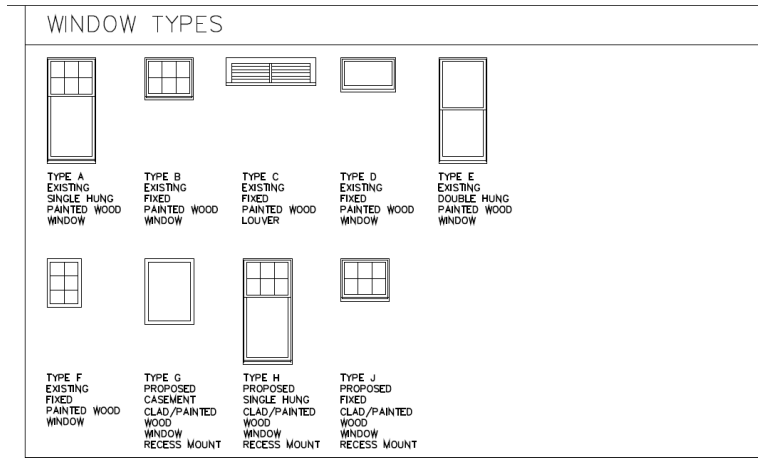 WINDOW TYPES
TYPE A
EXISTING
SINGLE HUNG
PAINTED WOOD
WINDOW
TYPE B
EXISTING
FIXED
PAINTED WOOD
WINDOW
TYPE C
EXISTING
FIXED
PAINTED WOOD
LOUVER
TYPE D
EXISTING
FIXED
PAINTED WOOD
WINDOW
TYPE E
EXISTING
DOUBLE HUNG
PAINTED WOOD
WINDOW
TYPE F
EXISTING
FIXED
PAINTED WOOD
WINDOW
TYPE G
PROPOSED
CASEMENT
CLAD/PAINTED
WOOD
WINDOW
RECESS MOUNT
TYPE H
PROPOSED
SINGLE HUNG
CLAD/PAINTED
WOOD
WINDOW
RECESS MOUNT
TYPE J
PROPOSED
FIXED
CLAD/PAINTED
WOOD
WINDOW
RECESS MOUNT